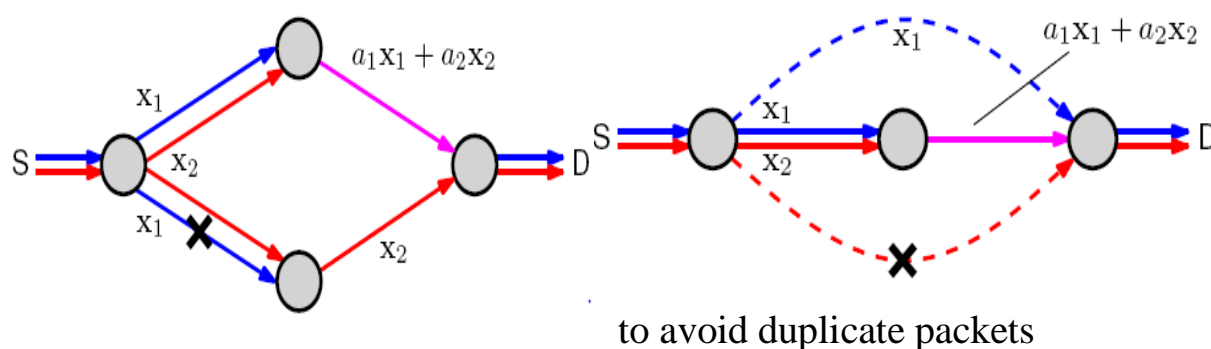 a₁x₁ + a₂x₂
x₁
S
x₂
x₁
x₂
D
x₁
a₁x₁ + a₂x₂
S
x₁
x₂
D
to avoid duplicate packets